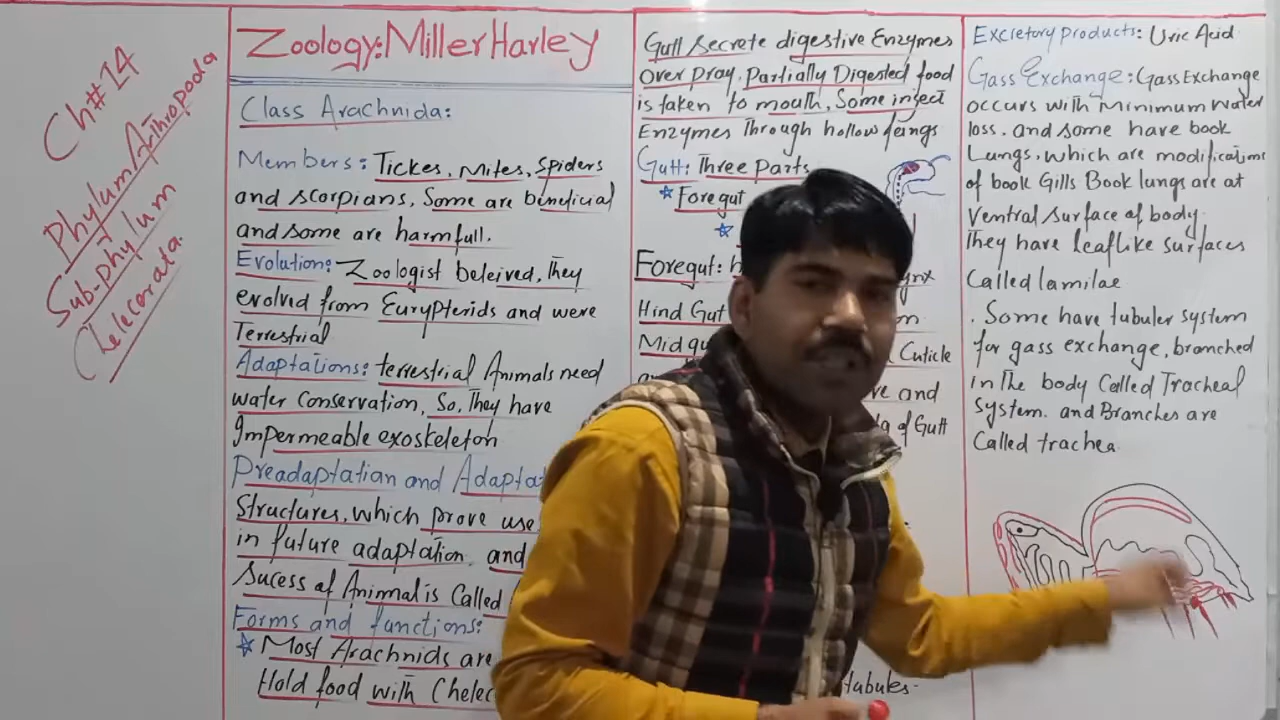 Ch#14
Phylum Arthropoda
Sub-phylum
Chelecerata.
Zoology: Miller Harley
Class Arachnida:
Members: Tickes, Mites, Spiders
and scorpians, Some are beneficial
and some are harmfull.
Evolution: Zoologist beleived, They
evolved from Eurypterids and were
Terrestrial
Adaptations: terrestrial Animals need
water conservation, So, They have
Impermeable exoskeleton
Preadaptation and Adapta
Structures, which prove use
in future adaptation, and
Sucess of Animal is Called
Forms and functions:
* Most Arachnids are
Hold food with Chelec
Gutt secrete digestive Enzymes
over pray, Partially Digested food
is taken to mouth, Some insect
Enzymes Through hollow feings
Gutt: Three Parts
* Foregut
*
Foregut:
Hind Gut
Midgu
Cuticle
ve and
of Gutt
tubules.
Excretory Products: Uric Acid
Gass Exchange: Gass Exchange
occurs with Minimum water
loss. and some have book
Lungs, which are modifications
of book Gills Book lungs are at
Ventral Surface of body.
They have leaflike surfaces
Called lamilae
. Some have tubuler system
for gass exchange, branched
in The body Called Tracheal
System. and Branches are
Called trachea